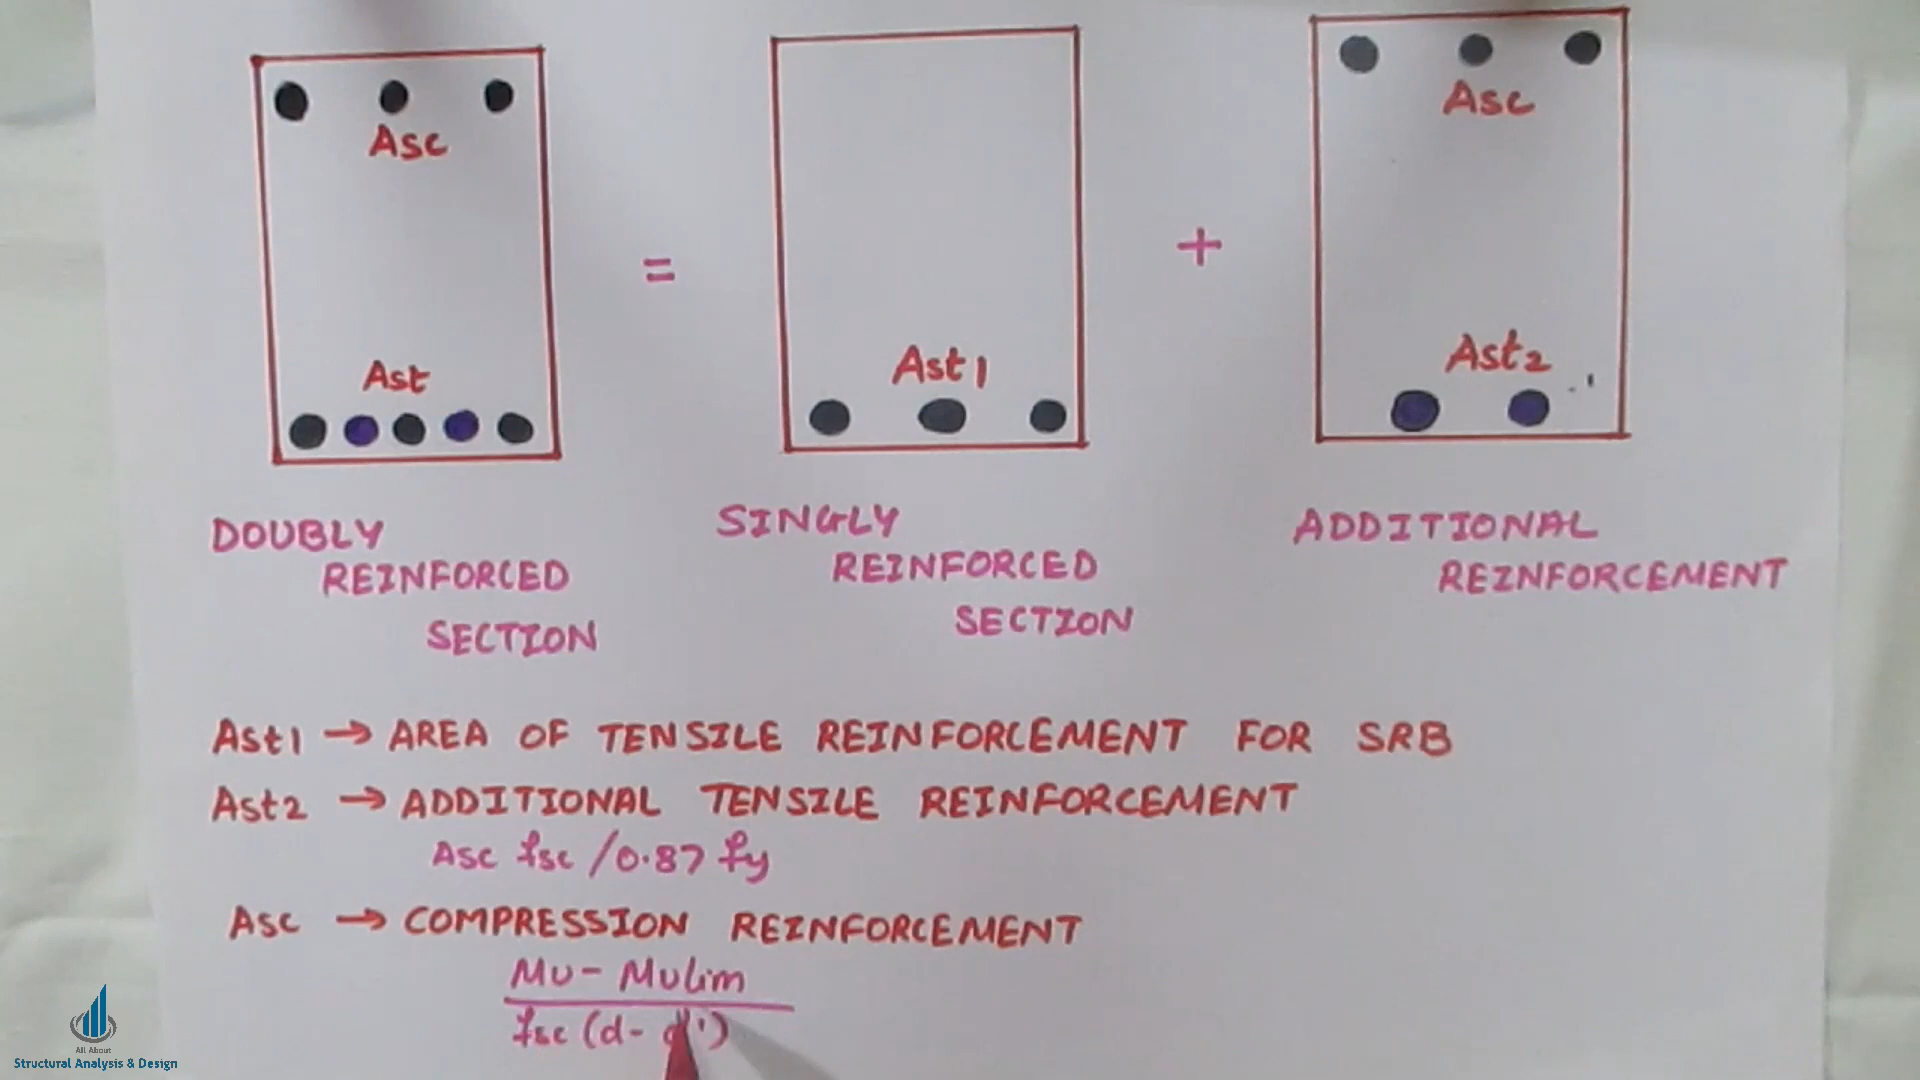 Asc
Ast
=
Ast1
+
Asc
Ast2
DOUBLY
REINFORCED
SECTION
SINGLY
REINFORCED
SECTION
ADDITIONAL
REINFORCEMENT
Ast1 → AREA OF TENSILE REINFORCEMENT FOR SRB
Ast2 → ADDITIONAL TENSILE REINFORCEMENT
Asc fsc /0.87 fy
Asc → COMPRESSION REINFORCEMENT
Mu - Mulim
fsc (d - d')
All About
Structural Analysis & Design